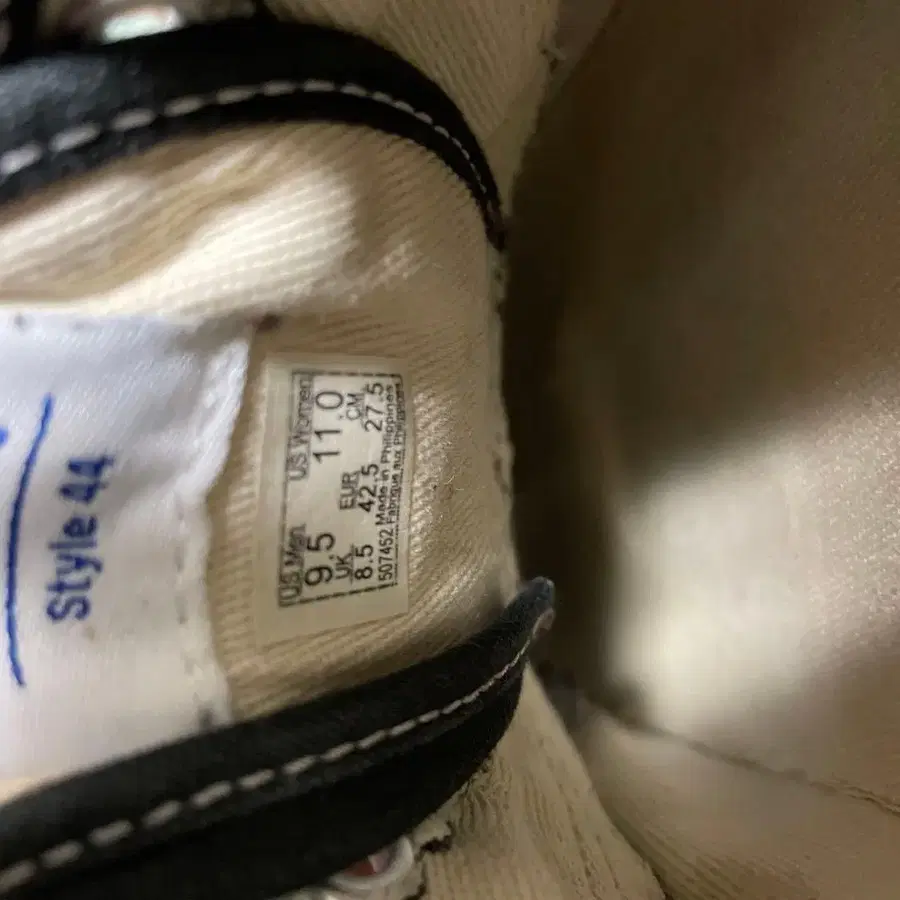 Style 44
US Men US Women
9.5 11.0
UK EUR CM
8.5 42.5 27.5
507452 Made in Philippines
Fabriqué aux Philippines